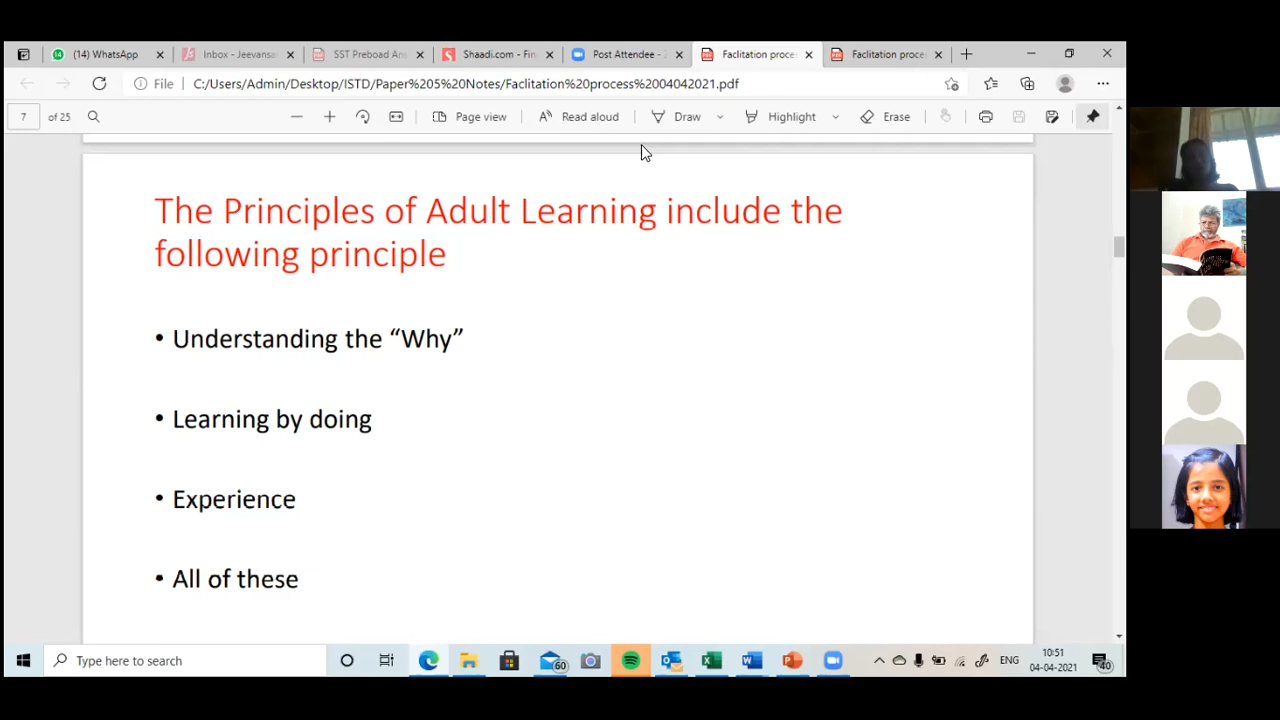 (14) WhatsApp
Inbox - Jeevansa
SST Preboad An
Shaadi.com - Fin
Post Attendee - Z
Faclitation proce
Faclitation proce
File
C:/Users/Admin/Desktop/ISTD/Paper%205%20Notes/Faclitation%20process%2004042021.pdf
7 of 25
Page view
Read aloud
Draw
Highlight
Erase
The Principles of Adult Learning include the
following principle
• Understanding the “Why”
• Learning by doing
• Experience
• All of these
Type here to search
60
ENG
10:51
04-04-2021
40